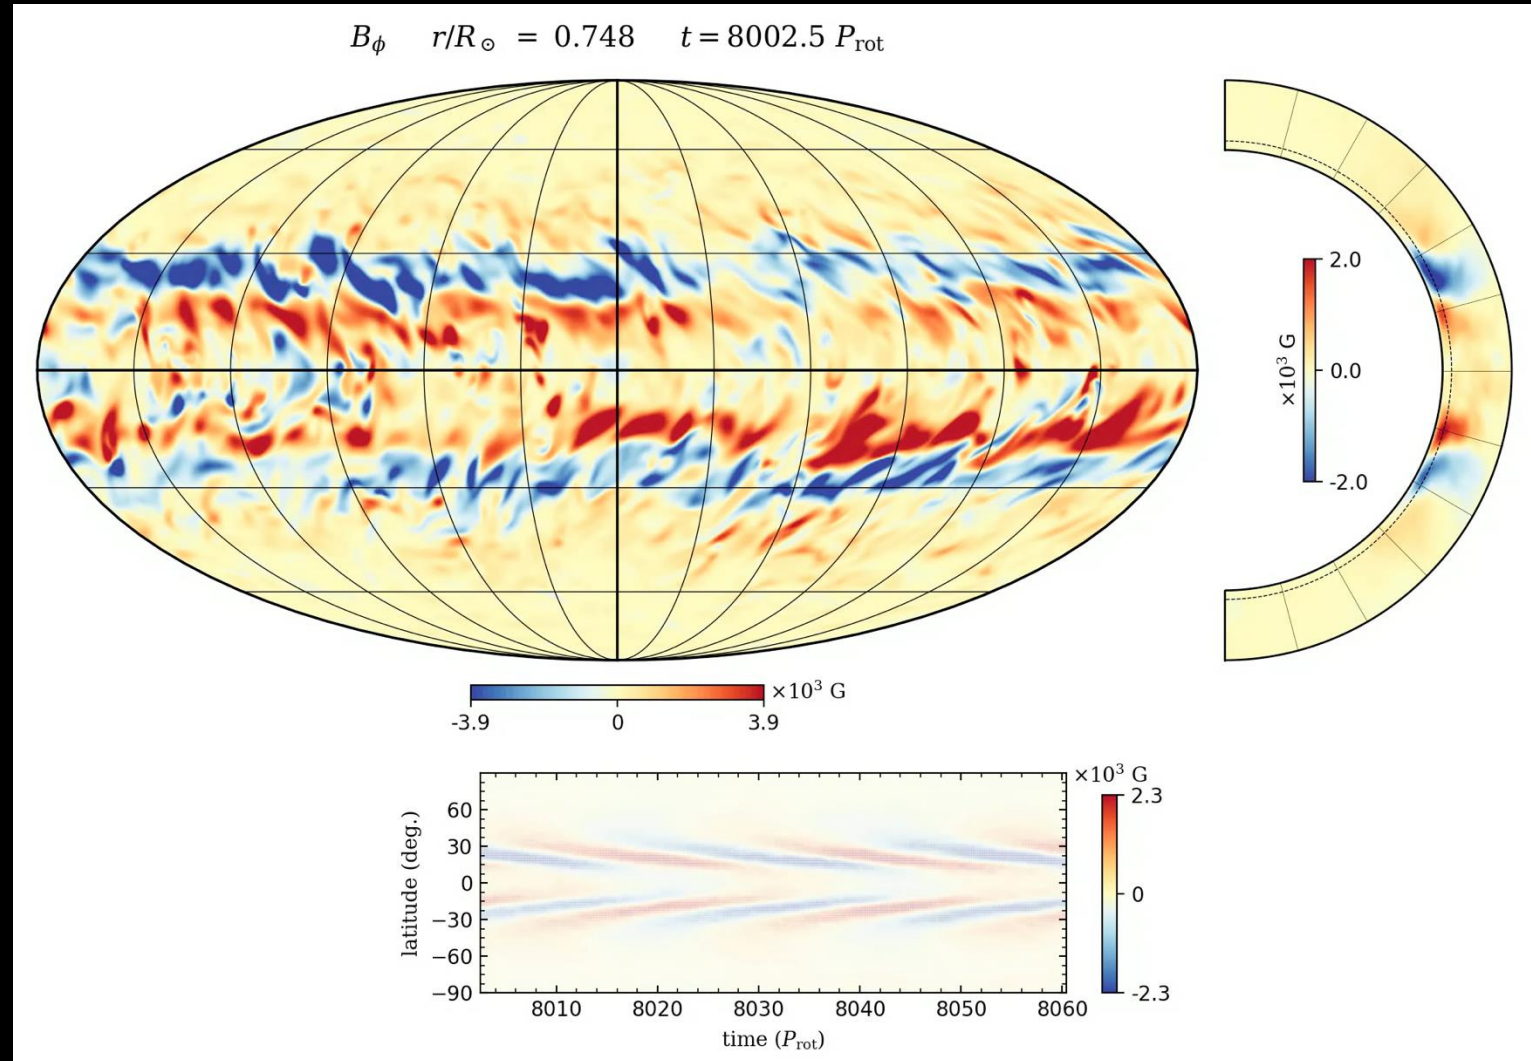 B_ϕ r/R_⊙ = 0.748 t = 8002.5 P_rot
2.0
0.0
-2.0
×10³ G
×10³ G
-3.9 0 3.9
×10³ G
2.3
0
-2.3
latitude (deg.)
60
30
0
−30
−60
−90
8010 8020 8030 8040 8050 8060
time (P_rot)